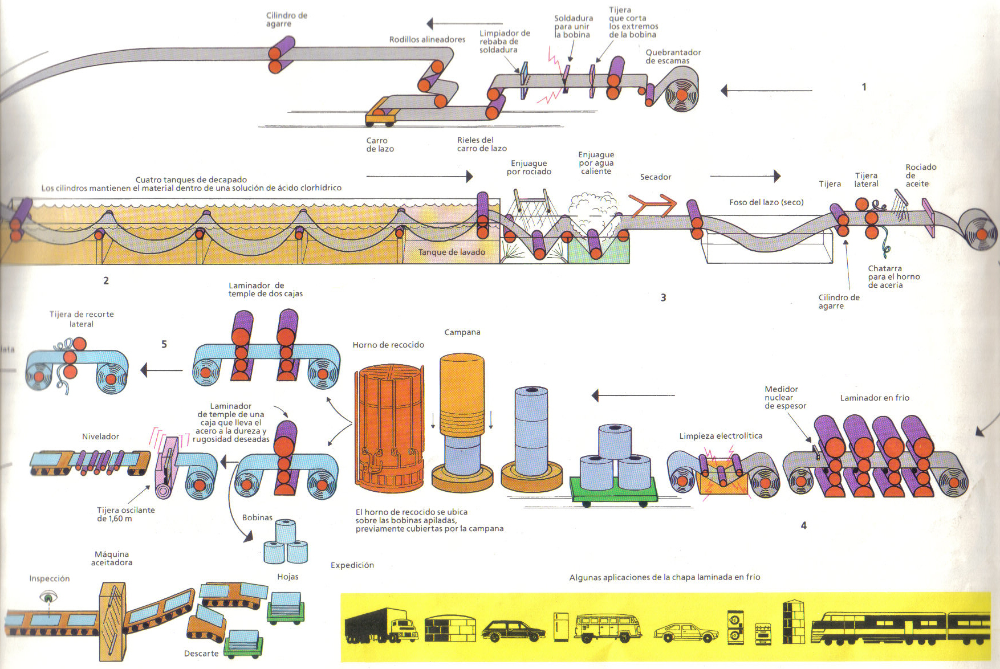 Cilindro de
agarre
Rodillos alineadores
Limpiador de
rebaba de
soldadura
Soldadura
para unir
la bobina
Tijera
que corta
los extremos
de la bobina
Quebrantador
de escamas
1
Carro
de lazo
Rieles del
carro de lazo
Cuatro tanques de decapado
Los cilindros mantienen el material dentro de una solución de ácido clorhídrico
Tanque de lavado
Enjuague
por rociado
Enjuague
por agua
caliente
Secador
Foso del lazo (seco)
Tijera
Tijera
lateral
Rociado
de
aceite
Chatarra
para el horno
de acería
Cilindro de
agarre
2
3
Tijera de recorte
lateral
5
Laminador de
temple de dos cajas
Horno de recocido
Campana
Medidor
nuclear
de espesor
Laminador en frío
Limpieza electrolítica
4
Laminador
de temple de una
caja que lleva el
acero a la dureza y
rugosidad deseadas
Nivelador
Tijera oscilante
de 1,60 m
Bobinas
El horno de recocido se ubica
sobre las bobinas apiladas,
previamente cubiertas por la campana
Máquina
aceitadora
Inspección
Hojas
Expedición
Descarte
Algunas aplicaciones de la chapa laminada en frío